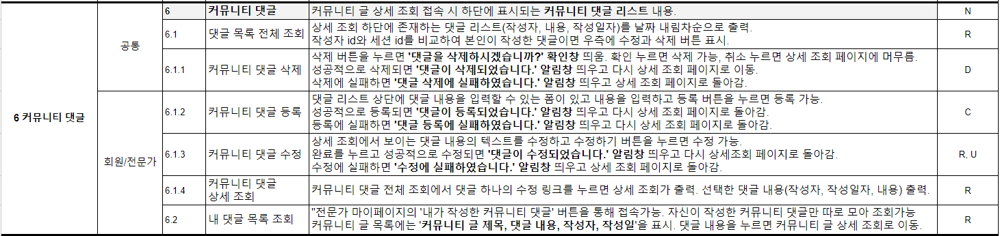 6 커뮤니티 댓글
공통
6
커뮤니티 댓글
커뮤니티 글 상세 조회 접속 시 하단에 표시되는 커뮤니티 댓글 리스트 내용.
N
6.1
댓글 목록 전체 조회
상세 조회 하단에 존재하는 댓글 리스트(작성자, 내용, 작성일자)를 날짜 내림차순으로 출력.
작성자 id와 세션 id를 비교하여 본인이 작성한 댓글이면 우측에 수정과 삭제 버튼 표시.
R
6.1.1
커뮤니티 댓글 삭제
삭제 버튼을 누르면 '댓글을 삭제하시겠습니까?' 확인창 띄움. 확인 누르면 삭제 가능, 취소 누르면 상세 조회 페이지에 머무름.
성공적으로 삭제되면 '댓글이 삭제되었습니다.' 알림창 띄우고 다시 상세 조회 페이지로 이동.
삭제에 실패하면 '댓글 삭제에 실패하였습니다.' 알림창 띄우고 상세 조회 페이지로 돌아감.
D
회원/전문가
6.1.2
커뮤니티 댓글 등록
댓글 리스트 상단에 댓글 내용을 입력할 수 있는 폼이 있고 내용을 입력하고 등록 버튼을 누르면 등록 가능.
성공적으로 등록되면 '댓글이 등록되었습니다.' 알림창 띄우고 다시 상세 조회 페이지로 돌아감.
등록에 실패하면 '댓글 등록에 실패하였습니다.' 알림창 띄우고 다시 상세 조회 페이지로 돌아감.
C
6.1.3
커뮤니티 댓글 수정
상세 조회에서 보이는 댓글 내용의 텍스트를 수정하고 수정하기 버튼을 누르면 수정 가능.
완료를 누르고 성공적으로 수정되면 '댓글이 수정되었습니다.' 알림창 띄우고 다시 상세조회 페이지로 돌아감.
수정에 실패하면 '수정에 실패하였습니다.' 알림창 띄우고 상세 조회 페이지로 돌아감.
R, U
6.1.4
커뮤니티 댓글
상세 조회
커뮤니티 댓글 전체 조회에서 댓글 하나의 수정 링크를 누르면 상세 조회가 출력. 선택한 댓글 내용(작성자, 작성일자, 내용) 출력.
R
6.2
내 댓글 목록 조회
"전문가 마이페이지의 '내가 작성한 커뮤니티 댓글' 버튼을 통해 접속가능. 자신이 작성한 커뮤니티 댓글만 따로 모아 조회가능
커뮤니티 글 목록에는 '커뮤니티 글 제목, 댓글 내용, 작성자, 작성일'을 표시. 댓글 내용을 누르면 커뮤니티 글 상세 조회로 이동.
R